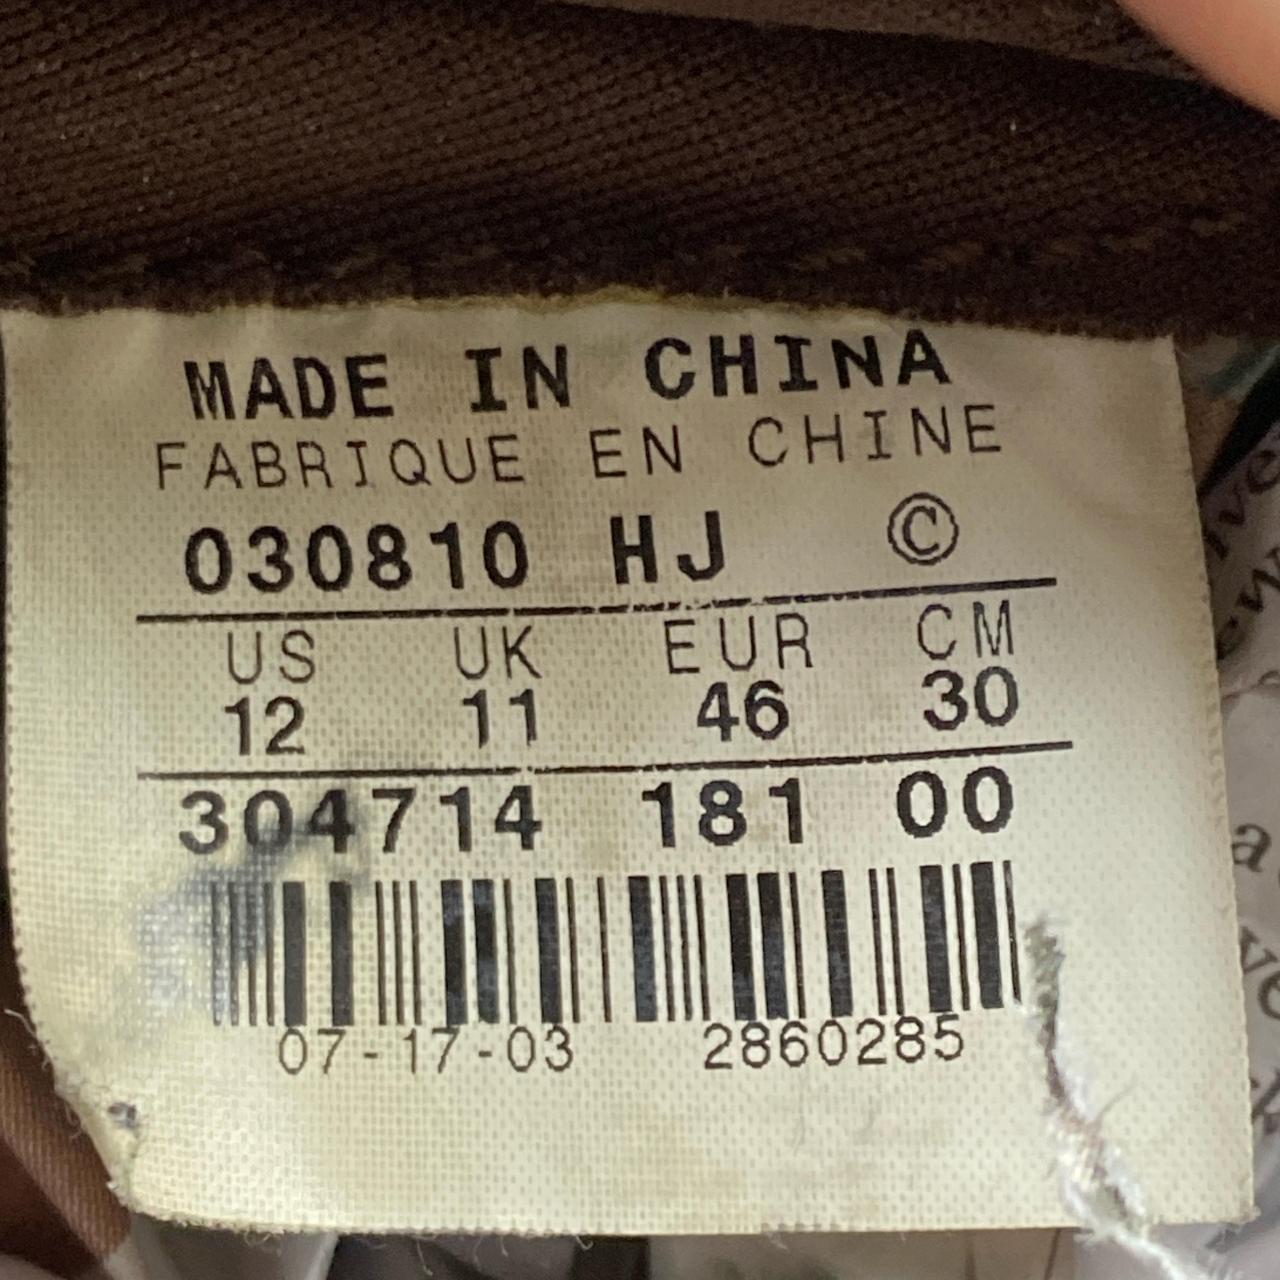 MADE IN CHINA
FABRIQUE EN CHINE
030810 HJ ©
US UK EUR CM
12 11 46 30
304714 181 00
07-17-03 2860285